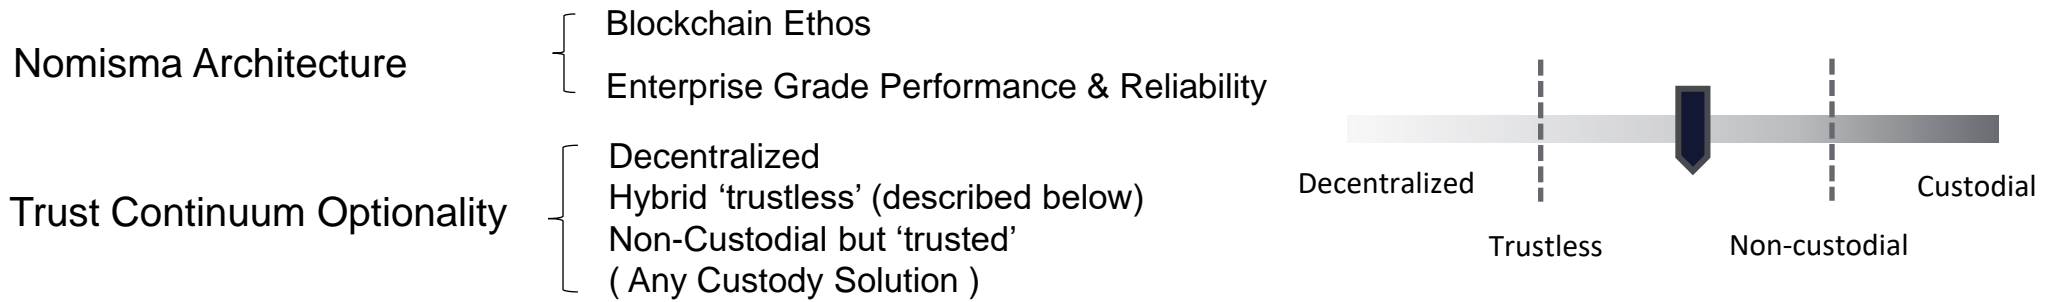 Nomisma Architecture
Blockchain Ethos
Enterprise Grade Performance & Reliability
Trust Continuum Optionality
Decentralized
Hybrid ‘trustless’ (described below)
Non-Custodial but ‘trusted’
( Any Custody Solution )
Decentralized
Custodial
Trustless
Non-custodial